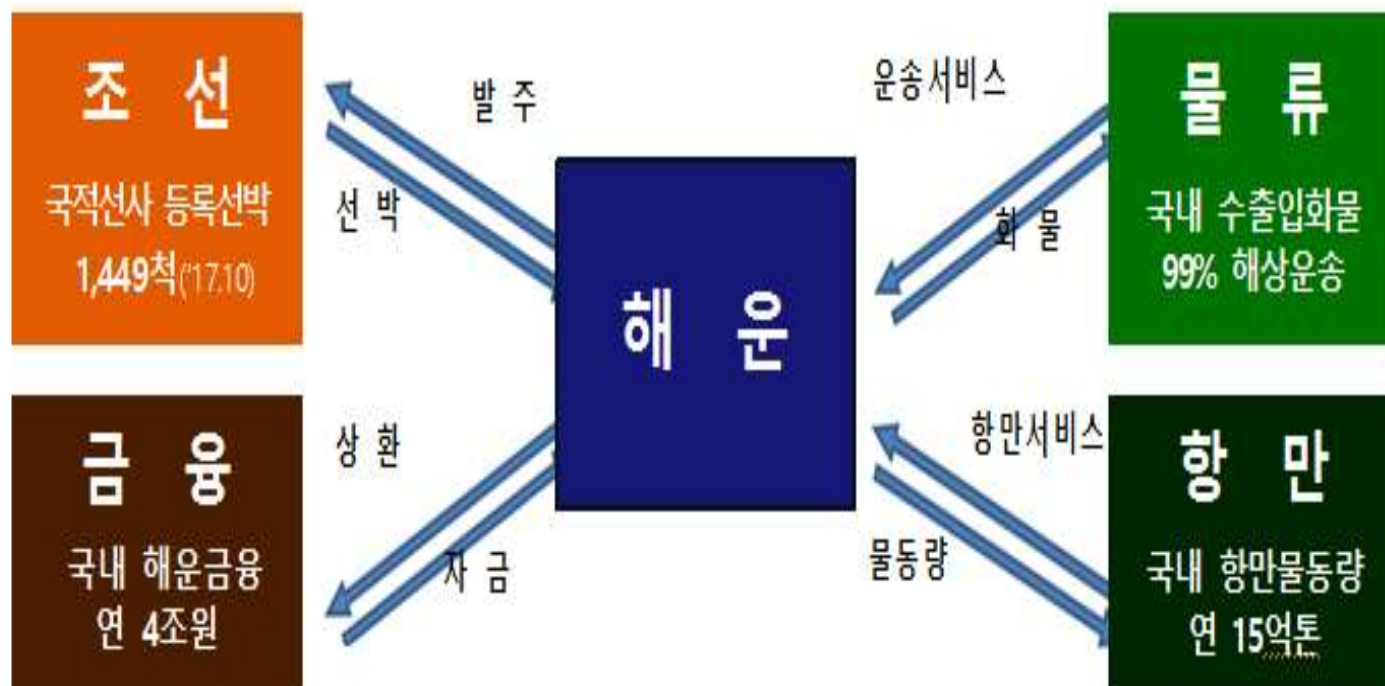 조 선
국적선사 등록선박
1,449척('17.10)
발 주
선 박
운송서비스
화 물
물 류
국내 수출입화물
99% 해상운송
해 운
금 융
국내 해운금융
연 4조원
상 환
자 금
항만서비스
물동량
항 만
국내 항만물동량
연 15억톤